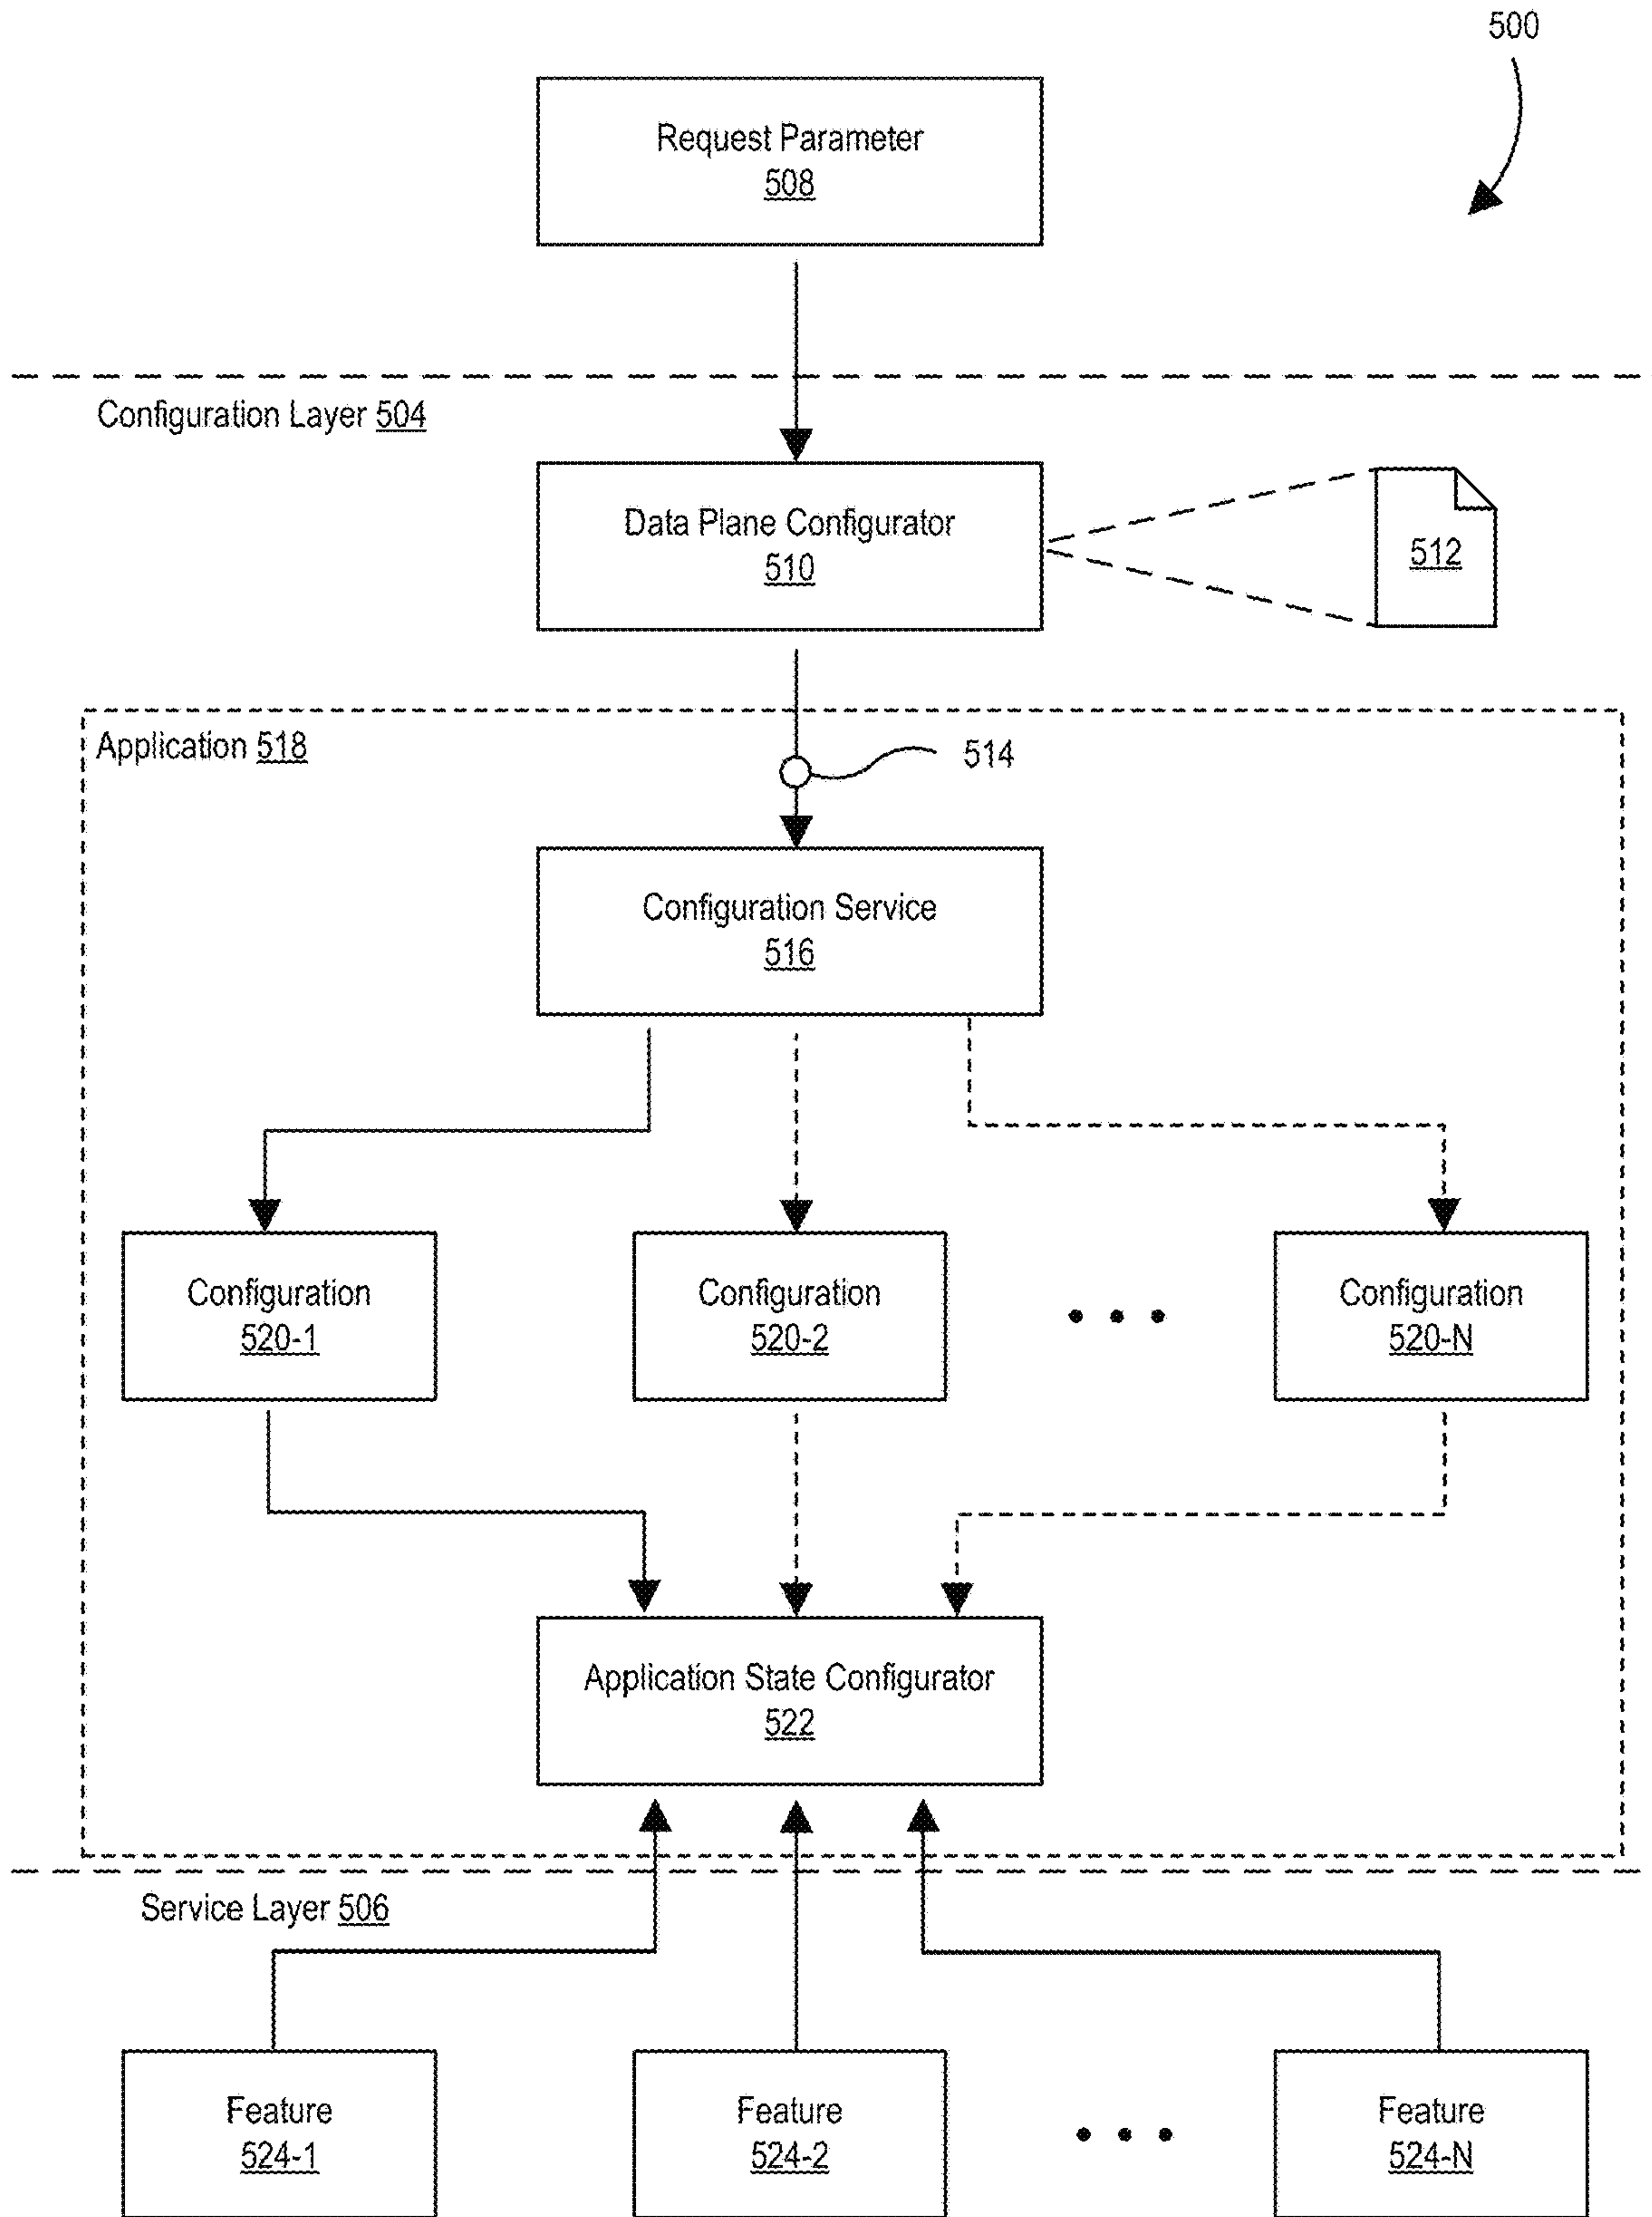 500
Request Parameter
508
Configuration Layer 504
Data Plane Configurator
510
512
Application 518
514
Configuration Service
516
Configuration
520-1
Configuration
520-2
Configuration
520-N
Application State Configurator
522
Service Layer 506
Feature
524-1
Feature
524-2
Feature
524-N